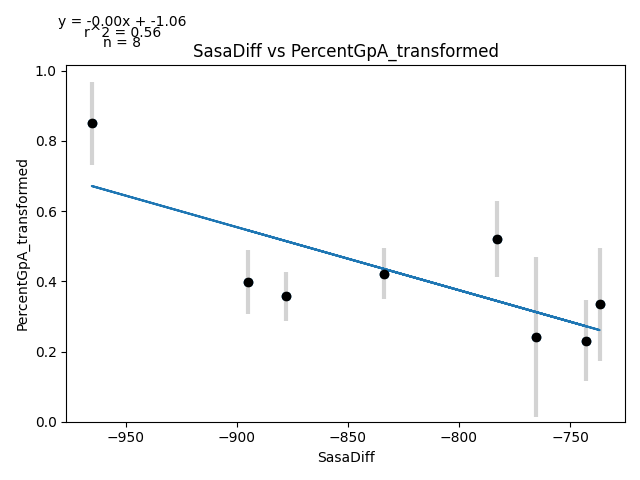 y = -0.00x + -1.06
r^2 = 0.56
n = 8
SasaDiff vs PercentGpA_transformed
1.0
0.8
0.6
0.4
0.2
0.0
PercentGpA_transformed
−950
−900
−850
−800
−750
SasaDiff